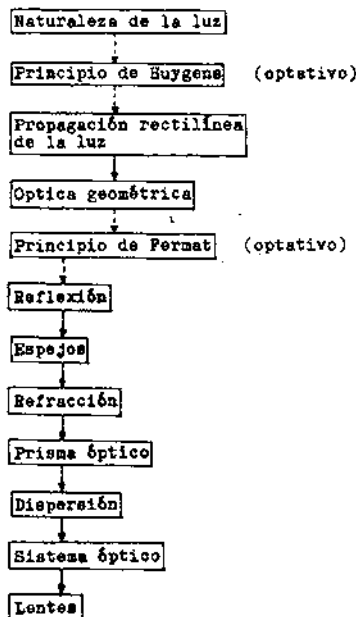 Naturaleza de la luz
Principio de Huygens (optativo)
Propagación rectilínea
de la luz
Optica geométrica
Principio de Fermat (optativo)
Reflexión
Espejos
Refracción
Prisma óptico
Dispersión
Sistema óptico
Lentes